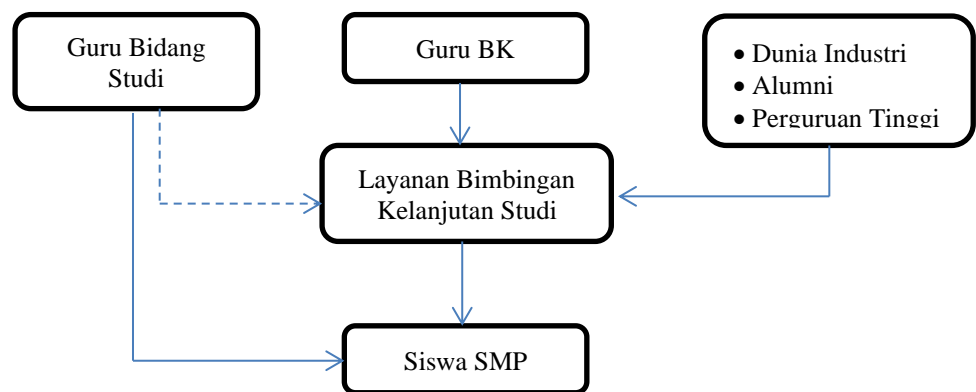 Guru Bidang
Studi
Guru BK
• Dunia Industri
• Alumni
• Perguruan Tinggi
Layanan Bimbingan
Kelanjutan Studi
Siswa SMP